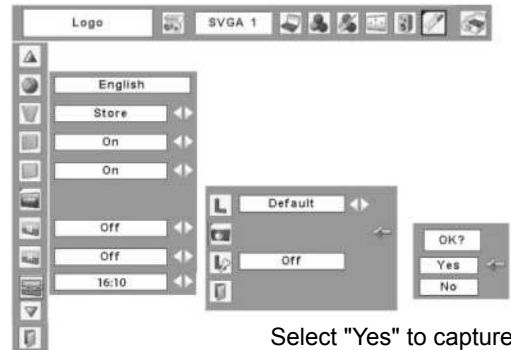 Logo SVGA 1
English
Store
On
On
Off
Off
16:10
Default
Off
OK?
Yes
No
Select "Yes" to capture